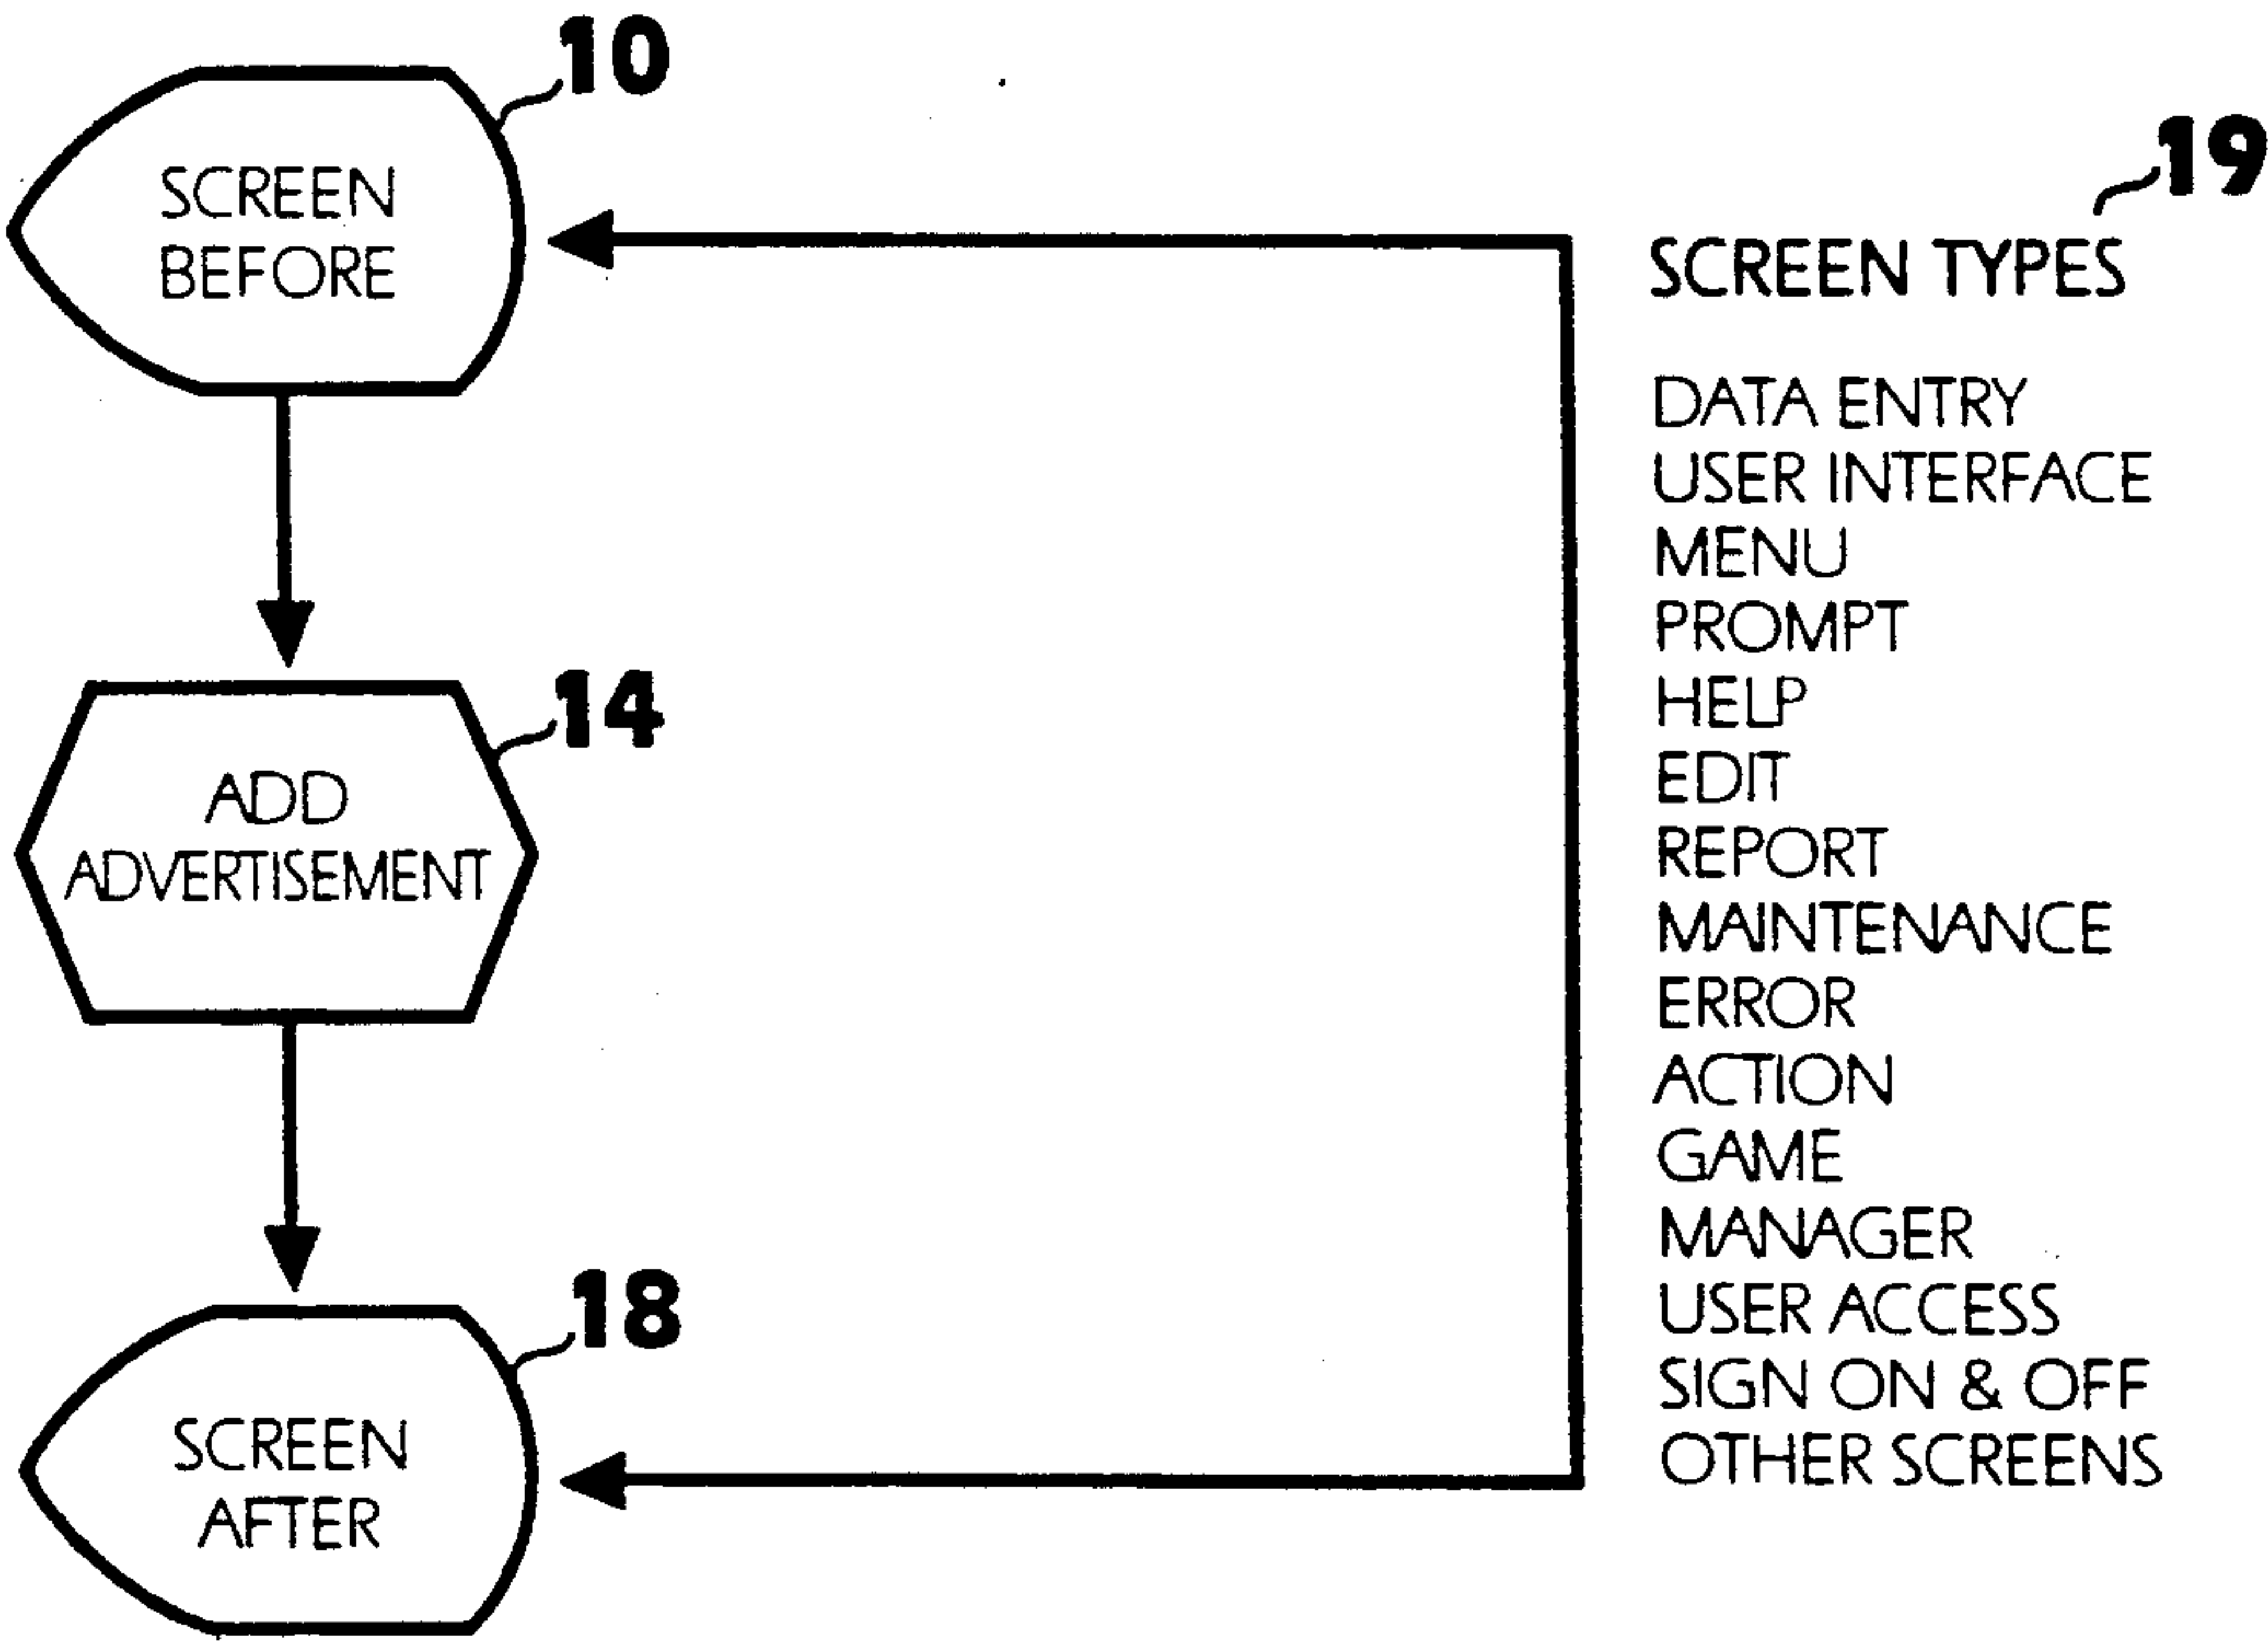 10
SCREEN
BEFORE
14
ADD
ADVERTISEMENT
18
SCREEN
AFTER
19
SCREEN TYPES
DATA ENTRY
USER INTERFACE
MENU
PROMPT
HELP
EDIT
REPORT
MAINTENANCE
ERROR
ACTION
GAME
MANAGER
USER ACCESS
SIGN ON & OFF
OTHER SCREENS